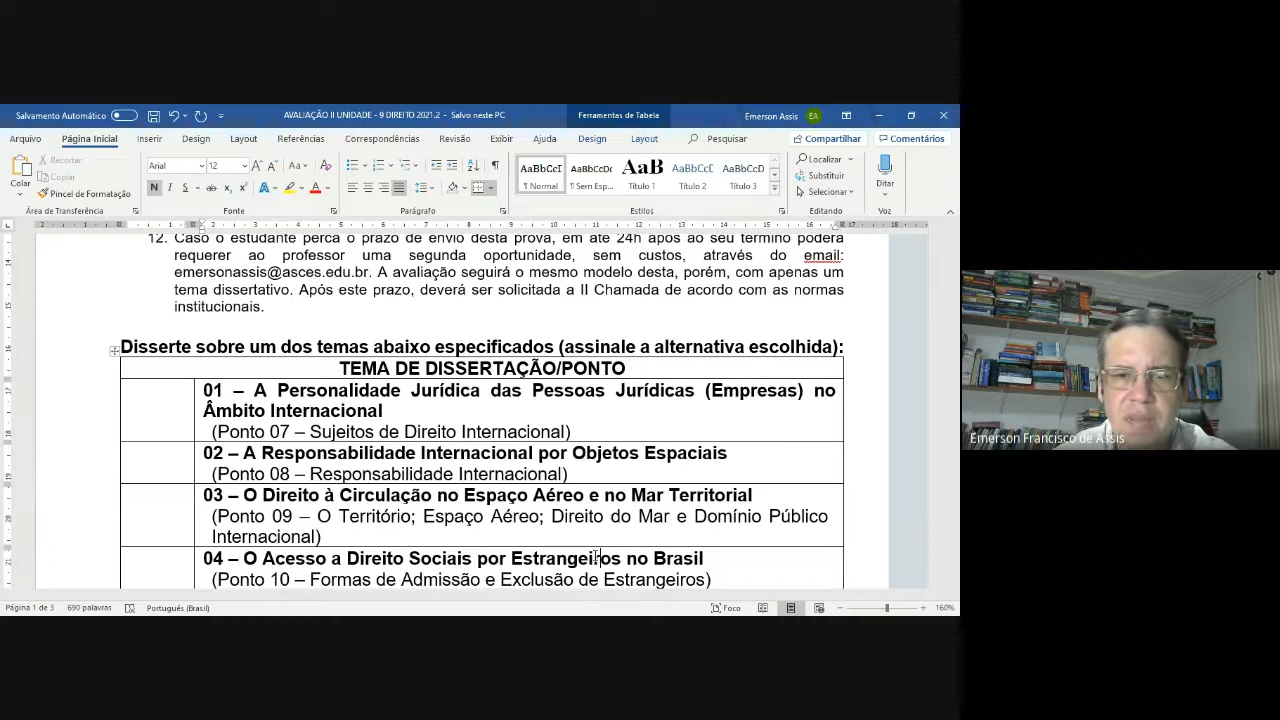 Salvamento Automático
AVALIAÇÃO II UNIDADE - 9 DIREITO 2021.2 - Salvo neste PC
Ferramentas de Tabela
Emerson Assis
EA
Arquivo Página Inicial Inserir Design Layout Referências Correspondências Revisão Exibir Ajuda Design Layout Pesquisar Compartilhar Comentários
Colar
Recortar
Copiar
Pincel de Formatação
Área de Transferência
Arial 12
Fonte
Parágrafo
AaBbCcI AaBbCcDc AaB AaBbCcI AaBbCcD
¶ Normal ¶ Sem Esp... Título 1 Título 2 Título 3
Estilos
Localizar
Substituir
Selecionar
Editando
Ditar
Voz
12. Caso o estudante perca o prazo de envio desta prova, em até 24h após ao seu término poderá
requerer ao professor uma segunda oportunidade, sem custos, através do email:
emersonassis@asces.edu.br. A avaliação seguirá o mesmo modelo desta, porém, com apenas um
tema dissertativo. Após este prazo, deverá ser solicitada a II Chamada de acordo com as normas
institucionais.
Disserte sobre um dos temas abaixo especificados (assinale a alternativa escolhida):
TEMA DE DISSERTAÇÃO/PONTO
01 – A Personalidade Jurídica das Pessoas Jurídicas (Empresas) no
Âmbito Internacional
(Ponto 07 – Sujeitos de Direito Internacional)
02 – A Responsabilidade Internacional por Objetos Espaciais
(Ponto 08 – Responsabilidade Internacional)
03 – O Direito à Circulação no Espaço Aéreo e no Mar Territorial
(Ponto 09 – O Território; Espaço Aéreo; Direito do Mar e Domínio Público
Internacional)
04 – O Acesso a Direito Sociais por Estrangeiros no Brasil
(Ponto 10 – Formas de Admissão e Exclusão de Estrangeiros)
Página 1 de 3 690 palavras Português (Brasil) Foco 160%
Emerson Francisco de Assis